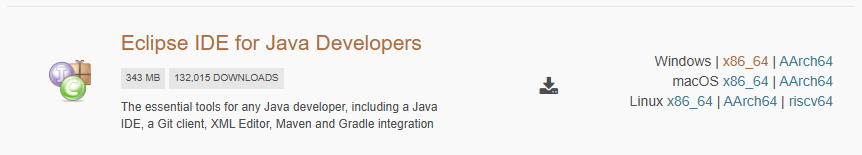 Eclipse IDE for Java Developers
343 MB 132,015 DOWNLOADS
The essential tools for any Java developer, including a Java
IDE, a Git client, XML Editor, Maven and Gradle integration
Windows | x86_64 | AArch64
macOS x86_64 | AArch64
Linux x86_64 | AArch64 | riscv64
J
C